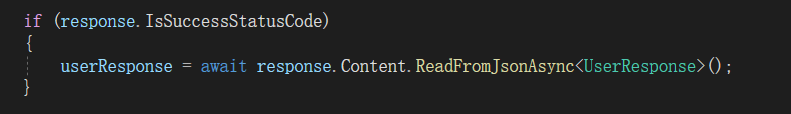 if (response.IsSuccessStatusCode)
{
userResponse = await response.Content.ReadFromJsonAsync<UserResponse>();
}